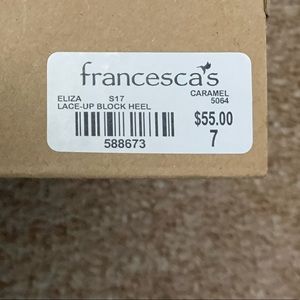 francesca's
ELIZA S17 CARAMEL
LACE-UP BLOCK HEEL 5064
588673
$55.00
7